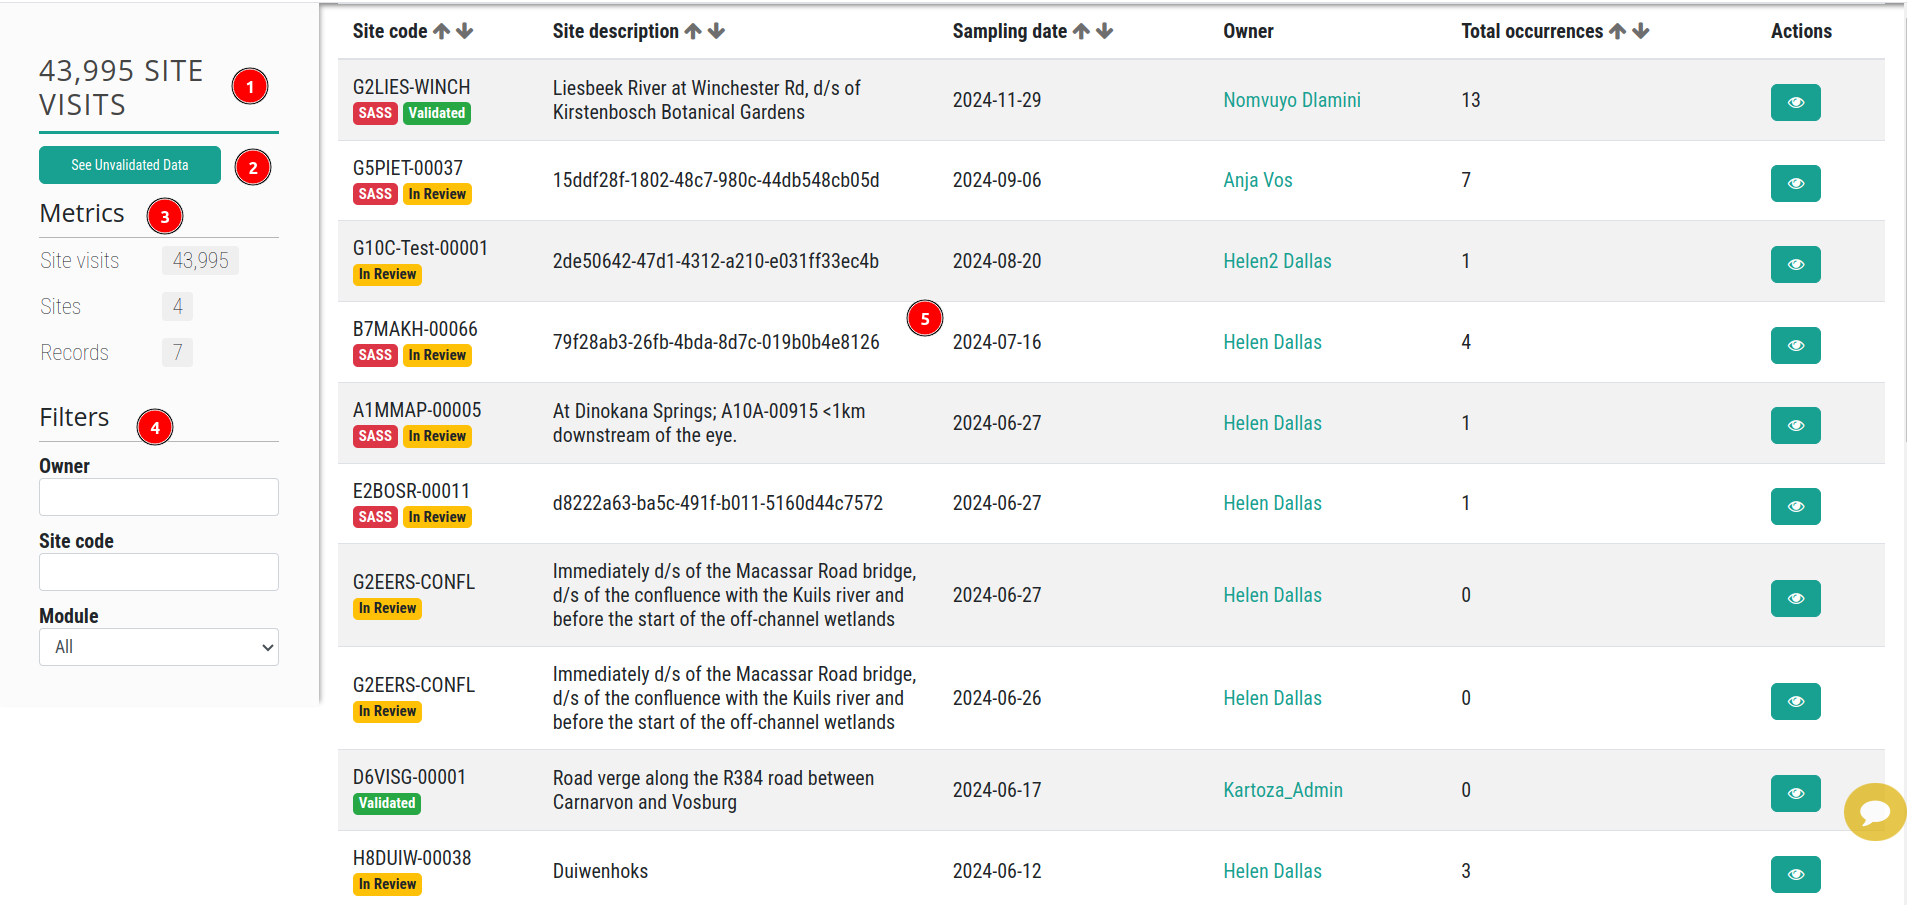 43,995 SITE
VISITS
1
See Unvalidated Data
2
Metrics
3
Site visits 43,995
Sites 4
Records 7
Filters
4
Owner
Site code
Module
All
Site code Site description Sampling date Owner Total occurrences Actions
G2LIES-WINCH
SASS Validated
Liesbeek River at Winchester Rd, d/s of
Kirstenbosch Botanical Gardens
2024-11-29
Nomvuyo Dlamini
13
G5PIET-00037
SASS In Review
15ddf28f-1802-48c7-980c-44db548cb05d
2024-09-06
Anja Vos
7
G10C-Test-00001
In Review
2de50642-47d1-4312-a210-e031ff33ec4b
2024-08-20
Helen2 Dallas
1
5
B7MAKH-00066
SASS In Review
79f28ab3-26fb-4bda-8d7c-019b0b4e8126
2024-07-16
Helen Dallas
4
A1MMAP-00005
SASS In Review
At Dinokana Springs; A10A-00915 <1km
downstream of the eye.
2024-06-27
Helen Dallas
1
E2BOSR-00011
SASS In Review
d8222a63-ba5c-491f-b011-5160d44c7572
2024-06-27
Helen Dallas
1
G2EERS-CONFL
In Review
Immediately d/s of the Macassar Road bridge,
d/s of the confluence with the Kuils river and
before the start of the off-channel wetlands
2024-06-27
Helen Dallas
0
G2EERS-CONFL
In Review
Immediately d/s of the Macassar Road bridge,
d/s of the confluence with the Kuils river and
before the start of the off-channel wetlands
2024-06-26
Helen Dallas
0
D6VISG-00001
Validated
Road verge along the R384 road between
Carnarvon and Vosburg
2024-06-17
Kartoza_Admin
0
H8DUIW-00038
In Review
Duiwenhoks
2024-06-12
Helen Dallas
3